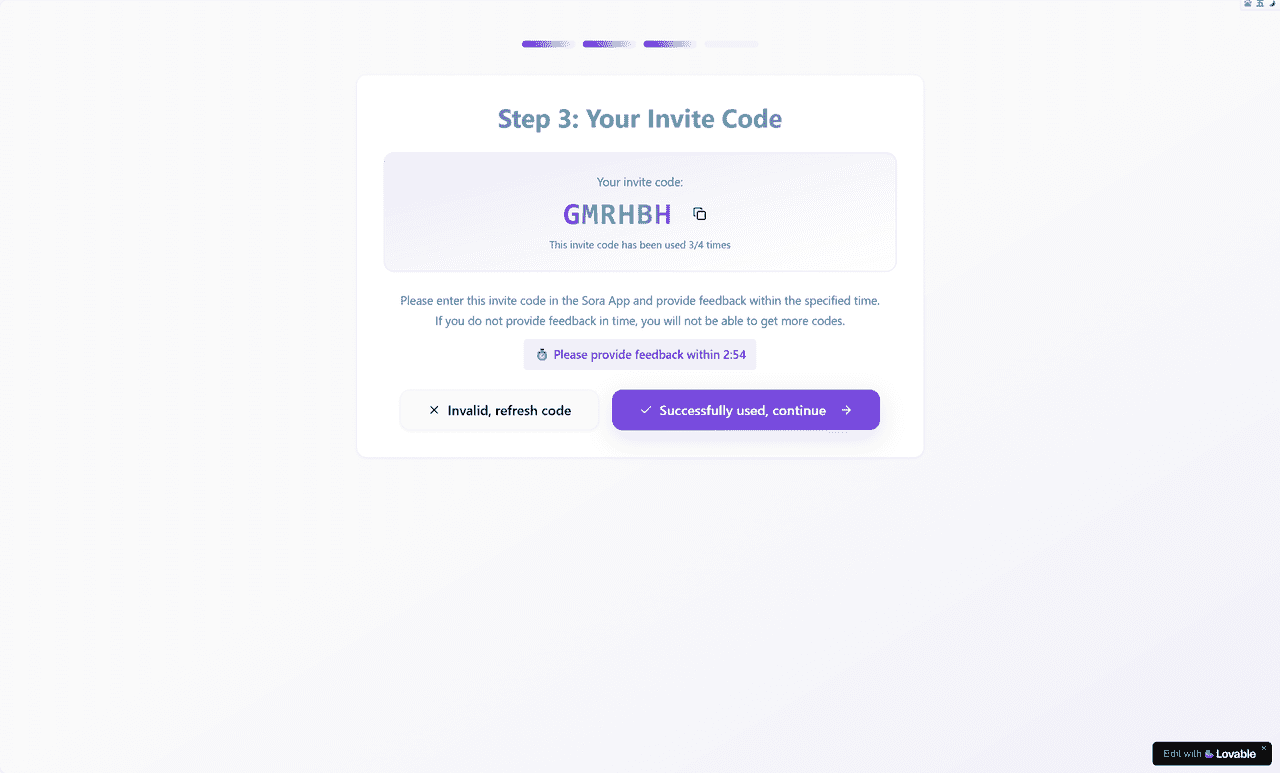 Step 3: Your Invite Code
Your invite code:
GMRHBH
This invite code has been used 3/4 times
Please enter this invite code in the Sora App and provide feedback within the specified time.
If you do not provide feedback in time, you will not be able to get more codes.
Please provide feedback within 2:54
Invalid, refresh code
Successfully used, continue
Edit with Lovable